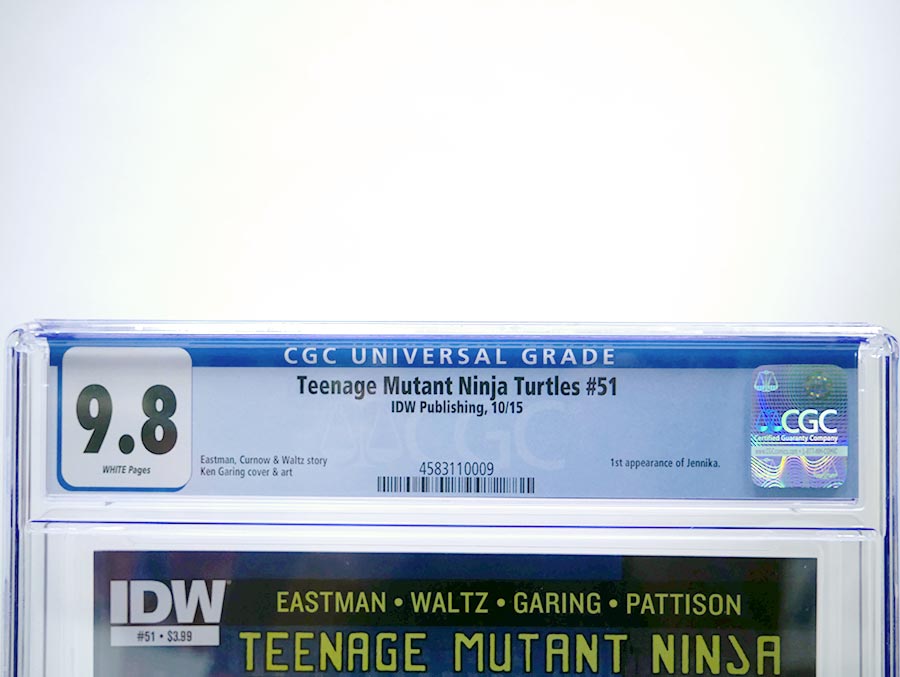 CGC UNIVERSAL GRADE
9.8
WHITE Pages
Teenage Mutant Ninja Turtles #51
IDW Publishing, 10/15
Eastman, Curnow & Waltz story
Ken Garing cover & art
4583110009
1st appearance of Jennika.
CGC
Certified Guaranty Company
IDW
#51 • $3.99
EASTMAN • WALTZ • GARING • PATTISON
TEENAGE MUTANT NINJA